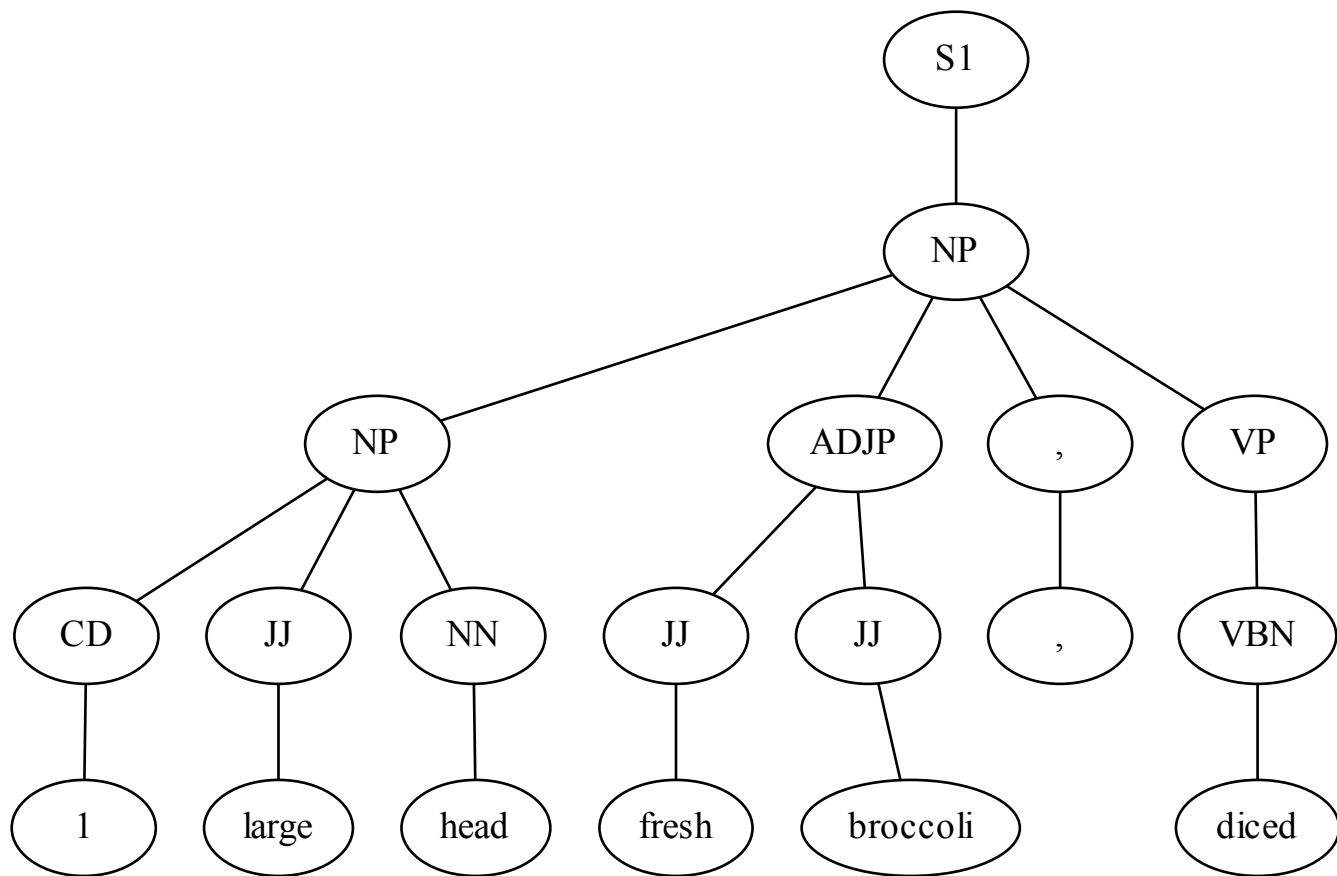 S1
NP
NP ADJP , VP
CD JJ NN JJ JJ , VBN
1 large head fresh broccoli diced